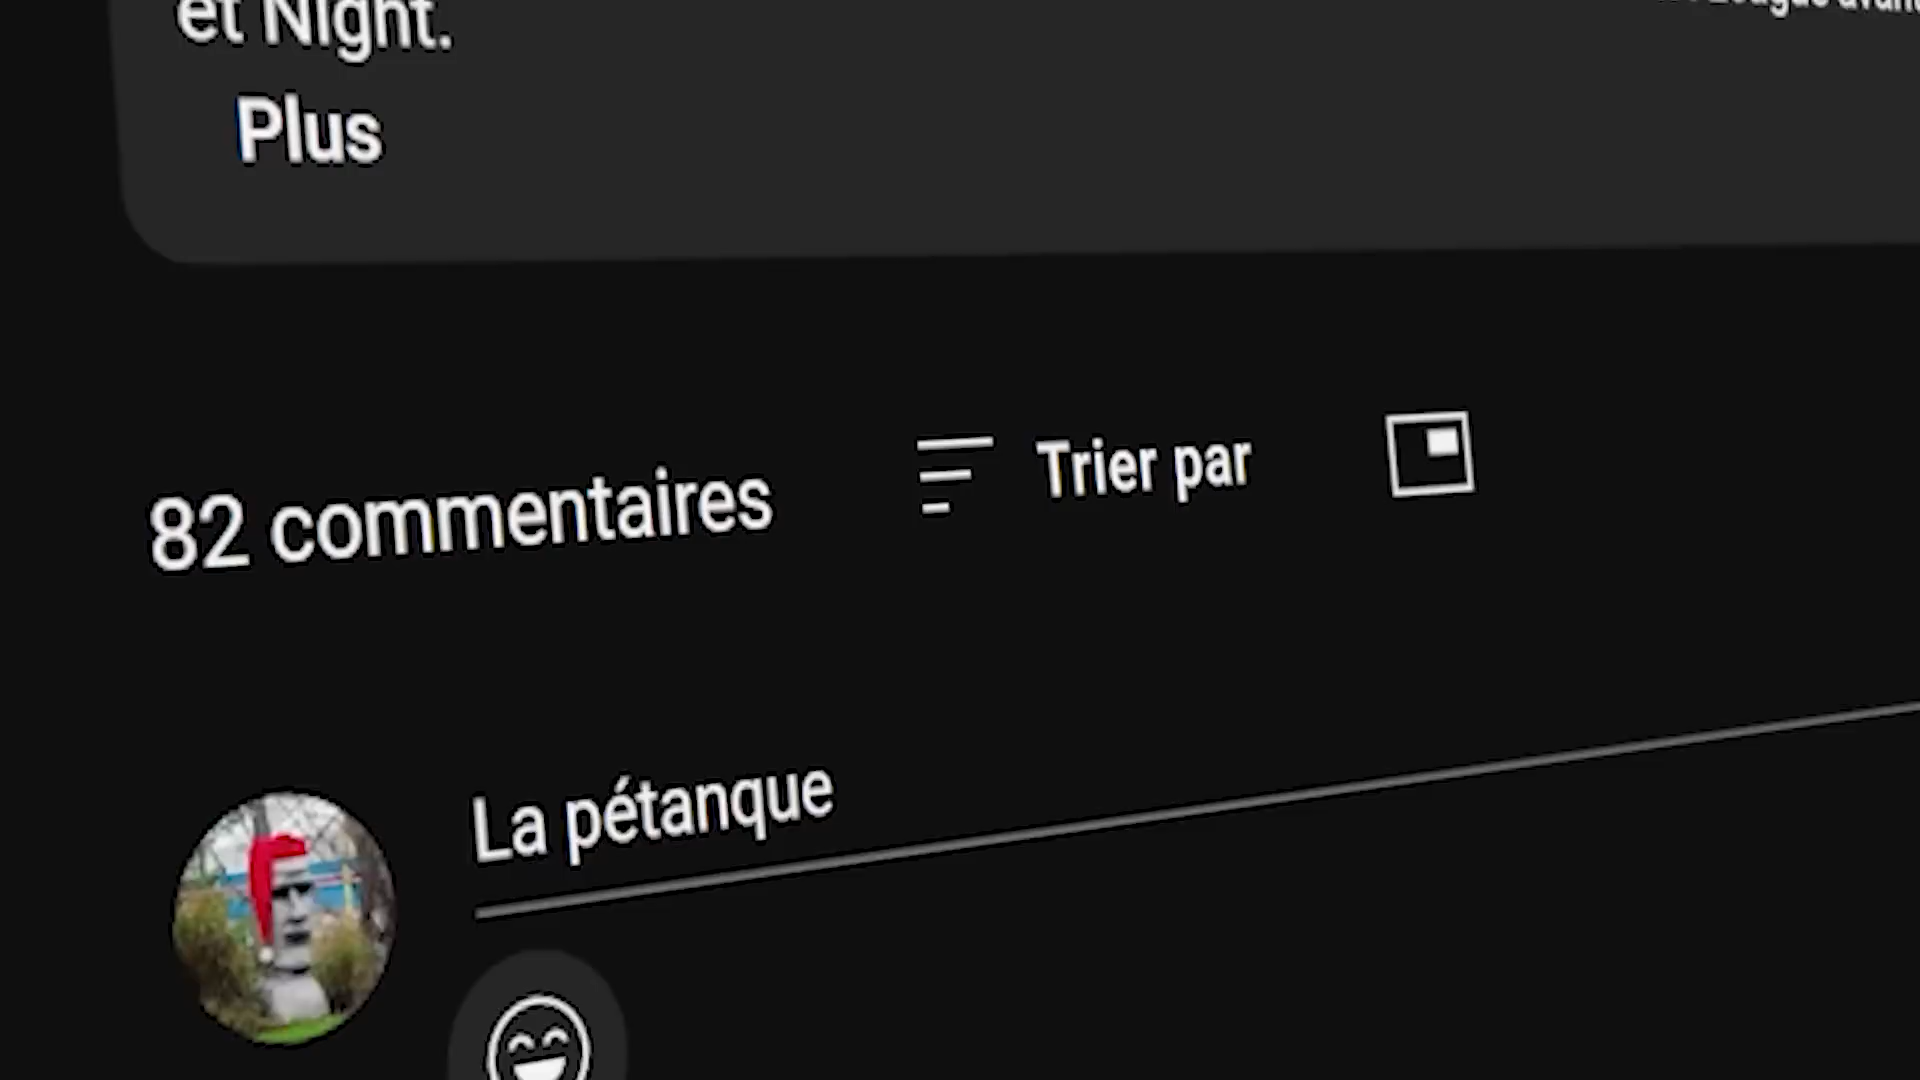 et Night.
Plus
82 commentaires
Trier par
La pétanque